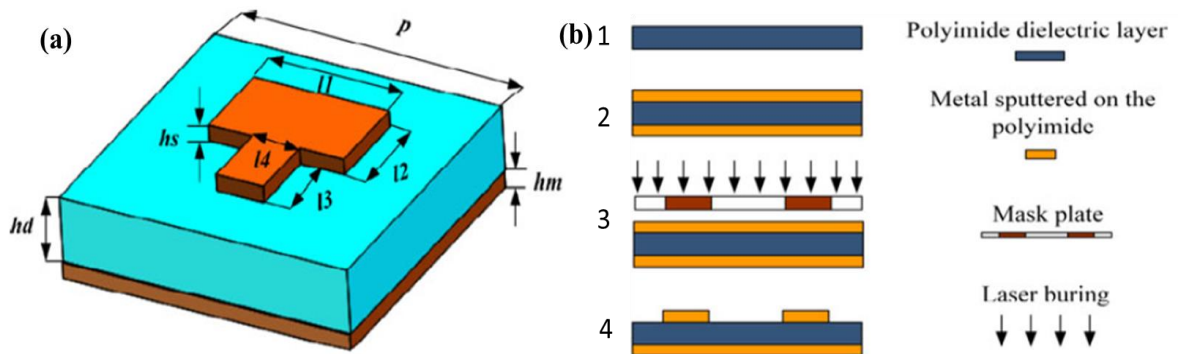 (a)
p
l1
hs
l4
l2
l3
hm
hd
(b)
1
Polyimide dielectric layer
2
Metal sputtered on the
polyimide
3
Mask plate
Laser buring
4